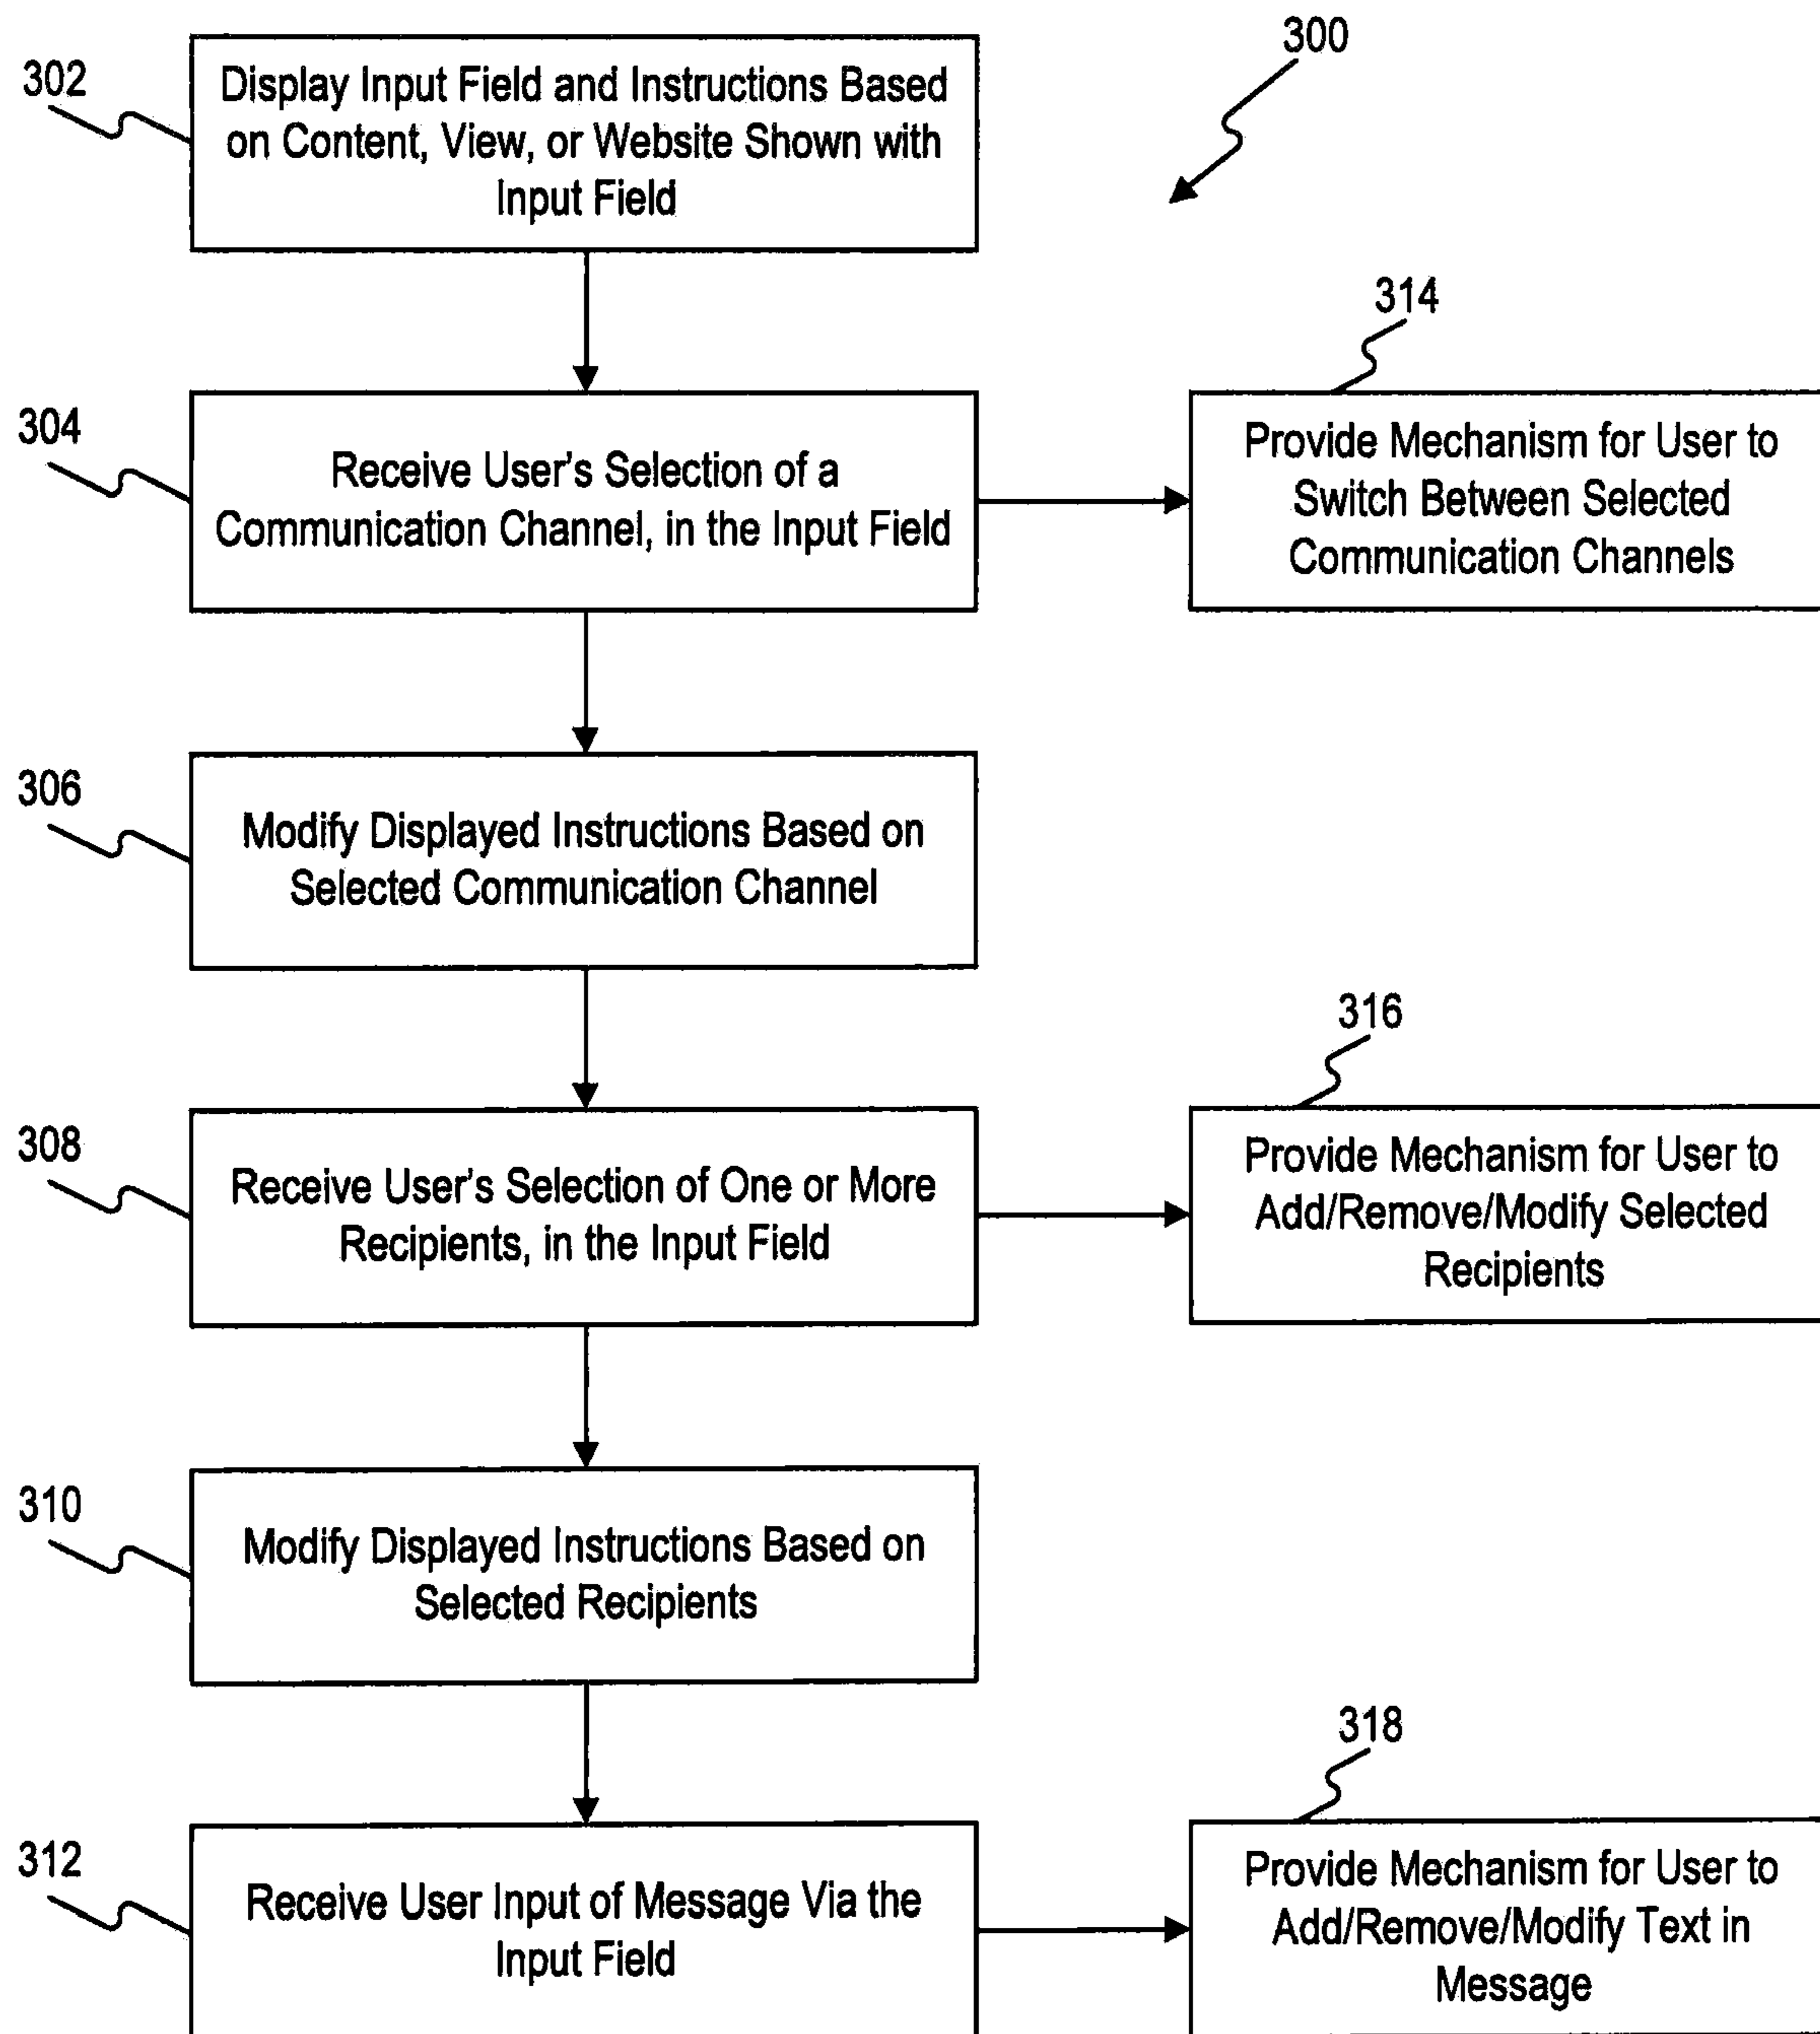 300
302
Display Input Field and Instructions Based
on Content, View, or Website Shown with
Input Field
304
Receive User's Selection of a
Communication Channel, in the Input Field
314
Provide Mechanism for User to
Switch Between Selected
Communication Channels
306
Modify Displayed Instructions Based on
Selected Communication Channel
308
Receive User's Selection of One or More
Recipients, in the Input Field
316
Provide Mechanism for User to
Add/Remove/Modify Selected
Recipients
310
Modify Displayed Instructions Based on
Selected Recipients
312
Receive User Input of Message Via the
Input Field
318
Provide Mechanism for User to
Add/Remove/Modify Text in
Message